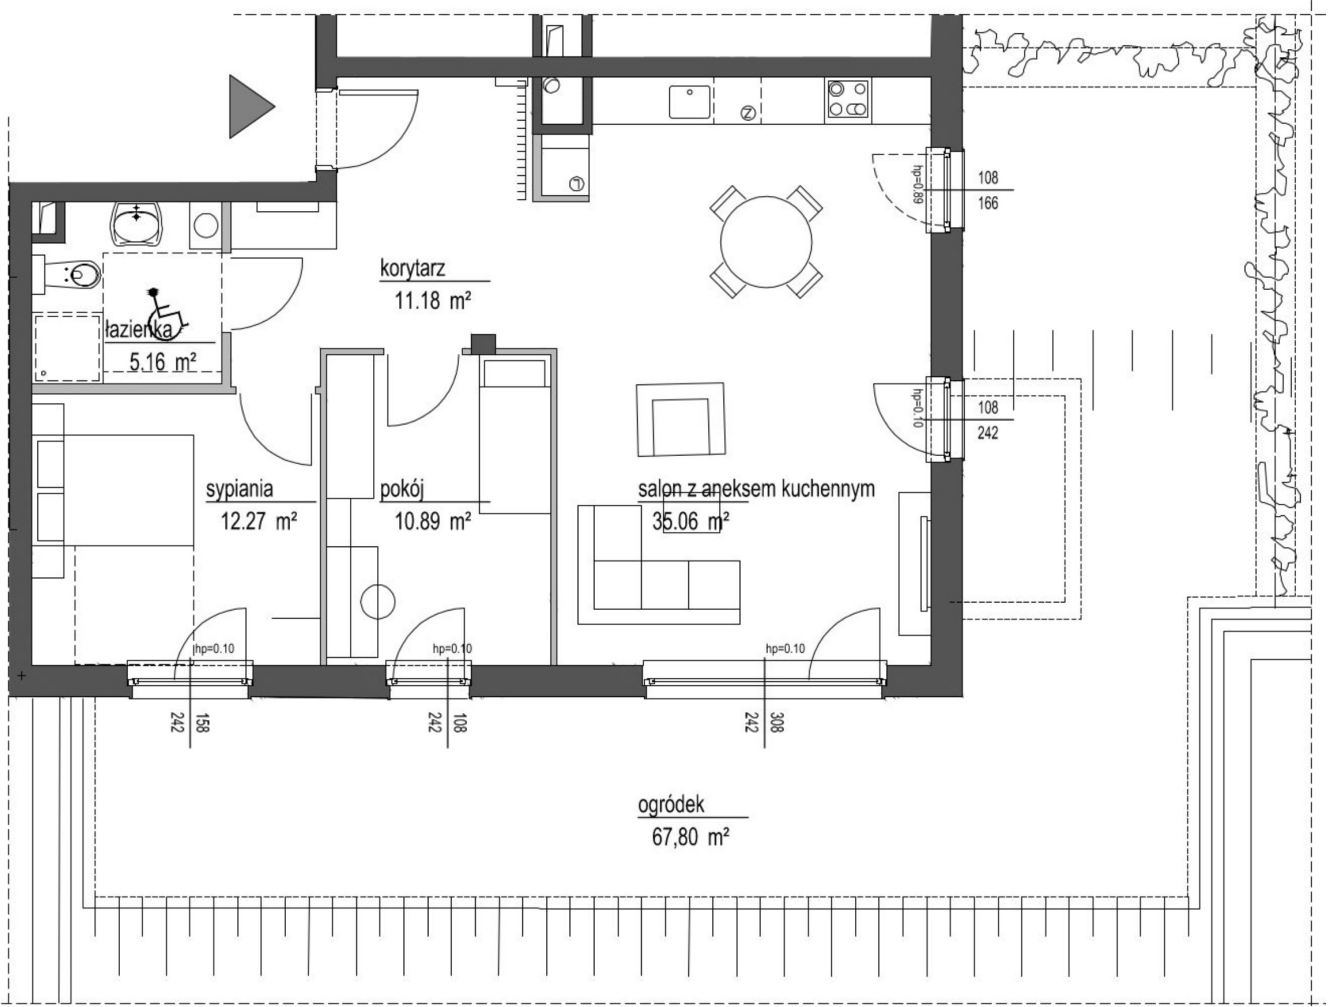 Z
L
hp=0.89
108
166
korytarz
11.18 m²
łazienka
5.16 m²
hp=0.10
108
242
sypiania
12.27 m²
pokój
10.89 m²
salon z aneksem kuchennym
35.06 m²
hp=0.10
hp=0.10
hp=0.10
158
242
108
242
308
242
ogródek
67,80 m²